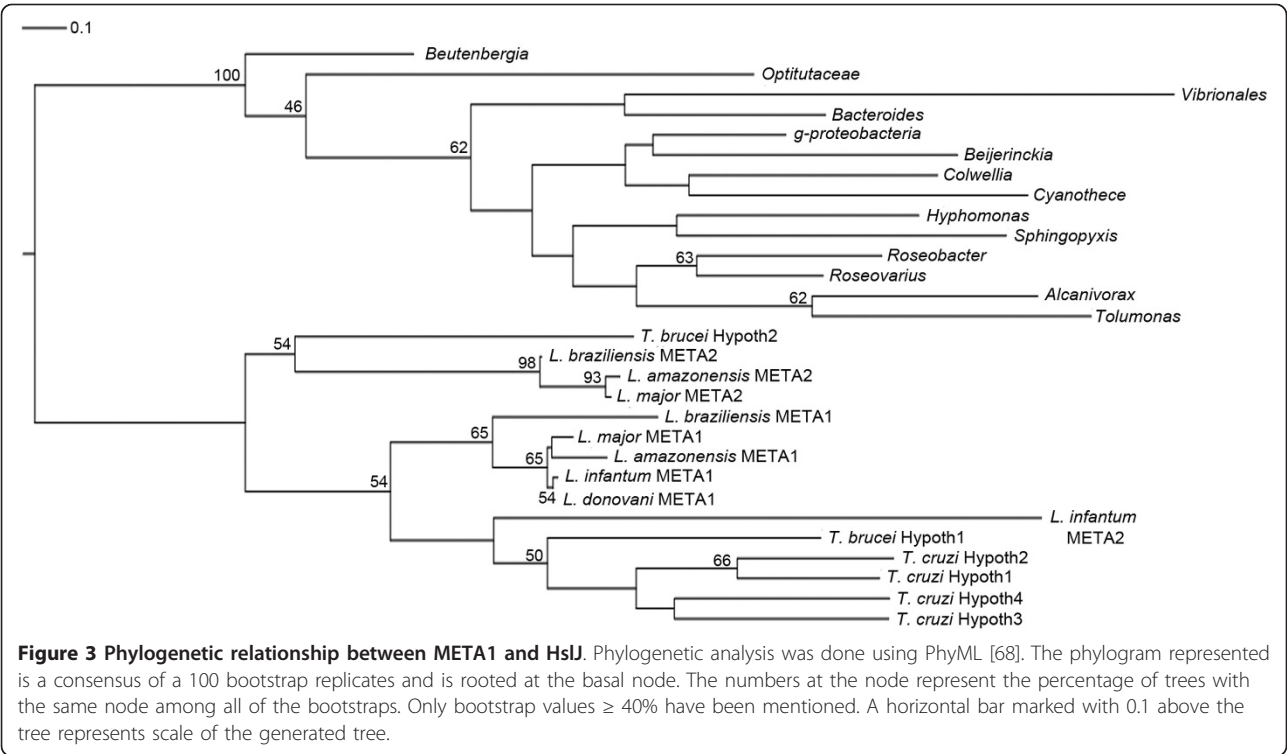 0.1
Beutenbergia
100
Optitutaceae
46
Vibrionales
Bacteroides
g-proteobacteria
62
Beijerinckia
Colwellia
Cyanothece
Hyphomonas
Sphingopyxis
63
Roseobacter
Roseovarius
62
Alcanivorax
Tolumonas
T. brucei Hypoth2
54
L. braziliensis META2
98
93
L. amazonensis META2
L. major META2
L. braziliensis META1
65
L. major META1
65
L. amazonensis META1
L. infantum META1
54
54
L. donovani META1
L. infantum
META2
T. brucei Hypoth1
50
66
T. cruzi Hypoth2
T. cruzi Hypoth1
T. cruzi Hypoth4
T. cruzi Hypoth3
Figure 3 Phylogenetic relationship between META1 and HslJ. Phylogenetic analysis was done using PhyML [68]. The phylogram represented
is a consensus of a 100 bootstrap replicates and is rooted at the basal node. The numbers at the node represent the percentage of trees with
the same node among all of the bootstraps. Only bootstrap values ≥ 40% have been mentioned. A horizontal bar marked with 0.1 above the
tree represents scale of the generated tree.